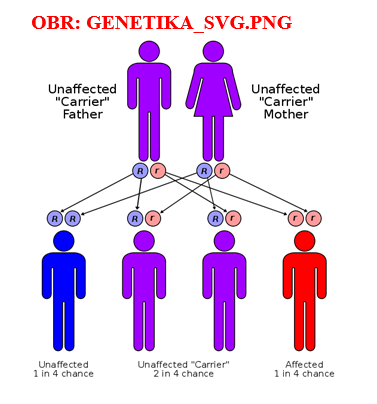 OBR: GENETIKA_SVG.PNG
Unaffected
"Carrier"
Father
Unaffected
"Carrier"
Mother
R r R r
R R R r R r r r
Unaffected
1 in 4 chance
Unaffected "Carrier"
2 in 4 chance
Affected
1 in 4 chance